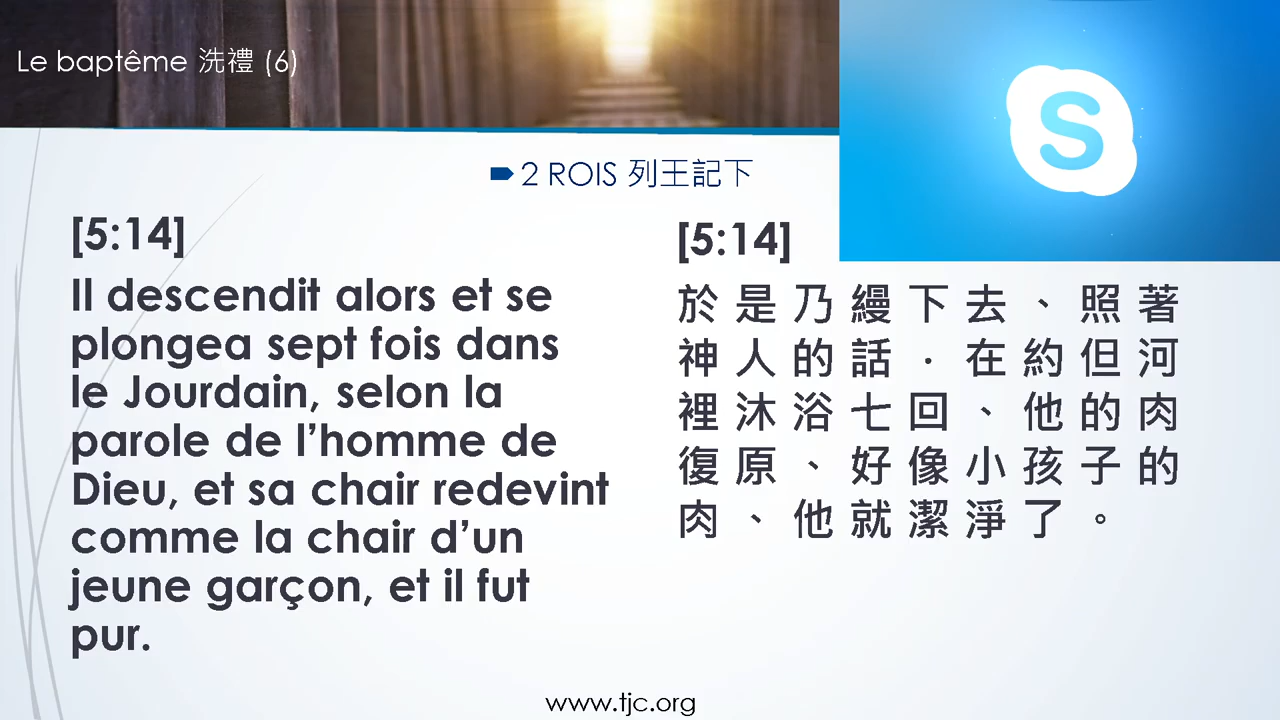 Le baptême 洗禮 (6)
S
2 ROIS 列王記下
[5:14]
Il descendit alors et se
plongea sept fois dans
le Jourdain, selon la
parole de l’homme de
Dieu, et sa chair redevint
comme la chair d’un
jeune garçon, et il fut
pur.
[5:14]
於是乃縵下去、照著
神人的話．在約但河
裡沐浴七回、他的肉
復原、好像小孩子的
肉、他就潔淨了。
www.tjc.org